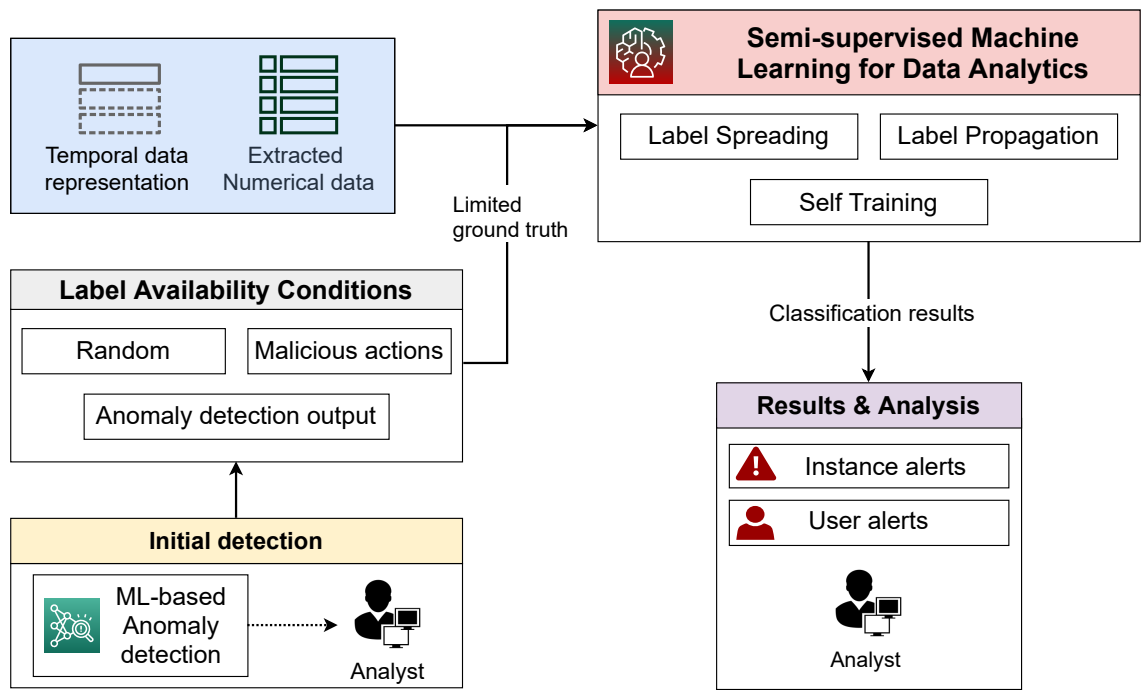 Temporal data
representation
Extracted
Numerical data
Semi-supervised Machine
Learning for Data Analytics
Label Spreading
Label Propagation
Self Training
Limited
ground truth
Label Availability Conditions
Random
Malicious actions
Anomaly detection output
Classification results
Results & Analysis
Instance alerts
User alerts
Analyst
Initial detection
ML-based
Anomaly
detection
Analyst